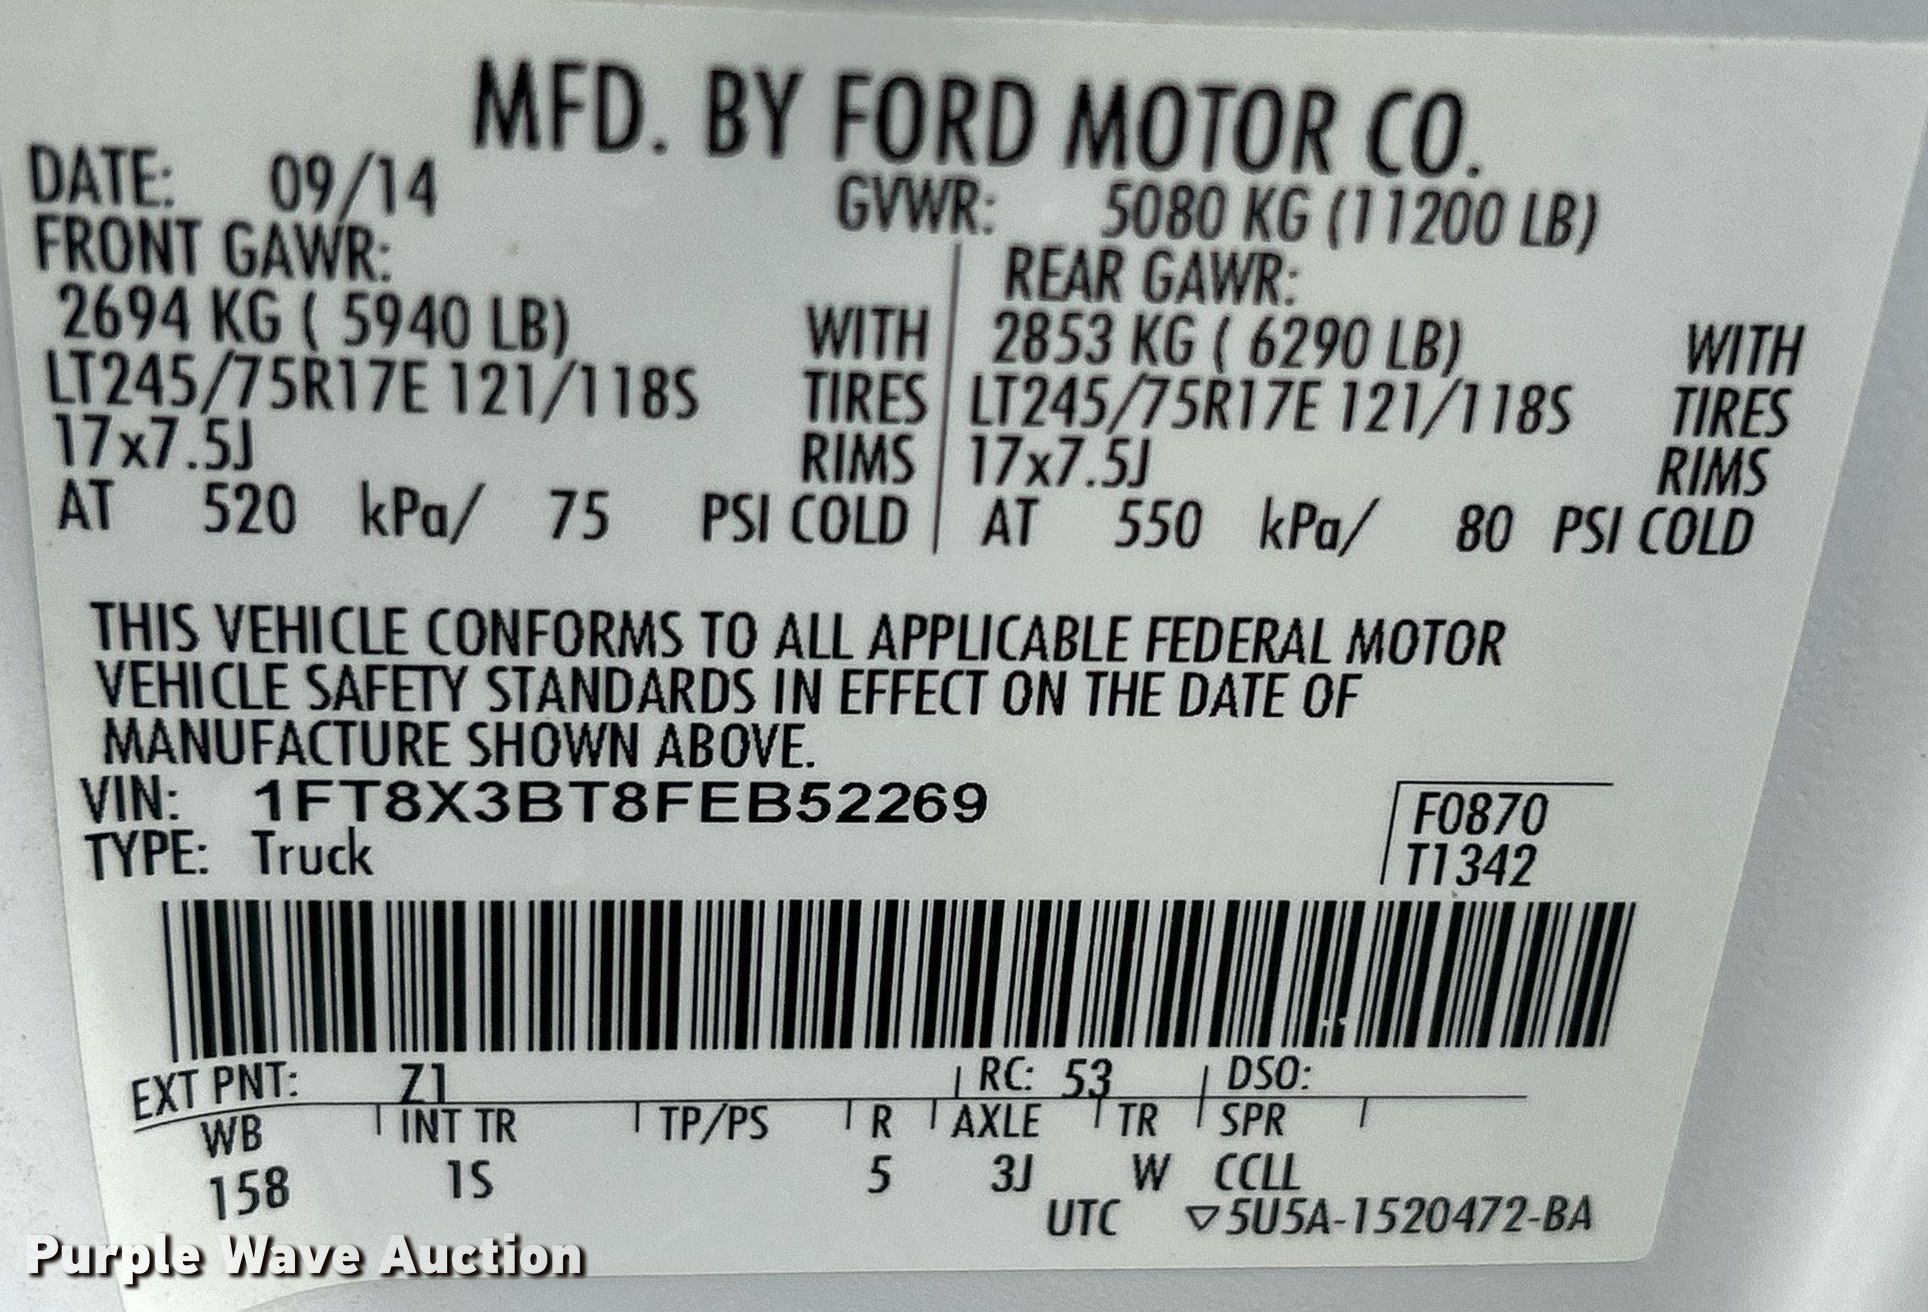 MFD. BY FORD MOTOR CO.
DATE: 09/14 GVWR: 5080 KG (11200 LB)
FRONT GAWR: REAR GAWR:
2694 KG ( 5940 LB) WITH 2853 KG ( 6290 LB) WITH
LT245/75R17E 121/118S TIRES LT245/75R17E 121/118S TIRES
17x7.5J RIMS 17x7.5J RIMS
AT 520 kPa/ 75 PSI COLD AT 550 kPa/ 80 PSI COLD
THIS VEHICLE CONFORMS TO ALL APPLICABLE FEDERAL MOTOR
VEHICLE SAFETY STANDARDS IN EFFECT ON THE DATE OF
MANUFACTURE SHOWN ABOVE.
VIN: 1FT8X3BT8FEB52269 F0870
TYPE: Truck T1342
EXT PNT: Z1 RC: 53 DSO:
WB INT TR TP/PS R AXLE TR SPR
158 1S 5 3J W CCLL
UTC ▽5U5A-1520472-BA
Purple Wave Auction